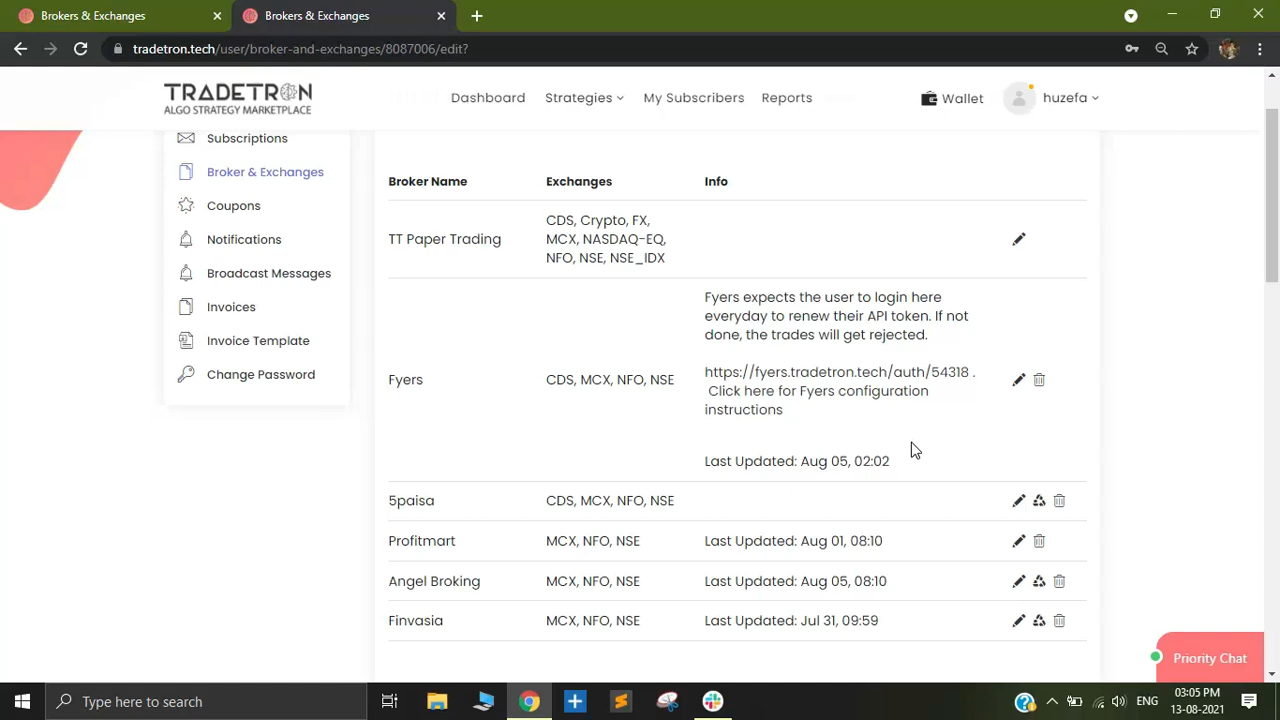 Brokers & Exchanges
Brokers & Exchanges
tradetron.tech/user/broker-and-exchanges/8087006/edit?
TRADETRON
ALGO STRATEGY MARKETPLACE
Dashboard
Strategies
My Subscribers
Reports
Wallet
huzefa
Subscriptions
Broker & Exchanges
Coupons
Notifications
Broadcast Messages
Invoices
Invoice Template
Change Password
Broker Name Exchanges Info
TT Paper Trading
CDS, Crypto, FX,
MCX, NASDAQ-EQ,
NFO, NSE, NSE_IDX
Fyers
CDS, MCX, NFO, NSE
Fyers expects the user to login here
everyday to renew their API token. If not
done, the trades will get rejected.
https://fyers.tradetron.tech/auth/54318 .
Click here for Fyers configuration
instructions
Last Updated: Aug 05, 02:02
5paisa CDS, MCX, NFO, NSE
Profitmart MCX, NFO, NSE Last Updated: Aug 01, 08:10
Angel Broking MCX, NFO, NSE Last Updated: Aug 05, 08:10
Finvasia MCX, NFO, NSE Last Updated: Jul 31, 09:59
Priority Chat
Type here to search
ENG
03:05 PM
13-08-2021